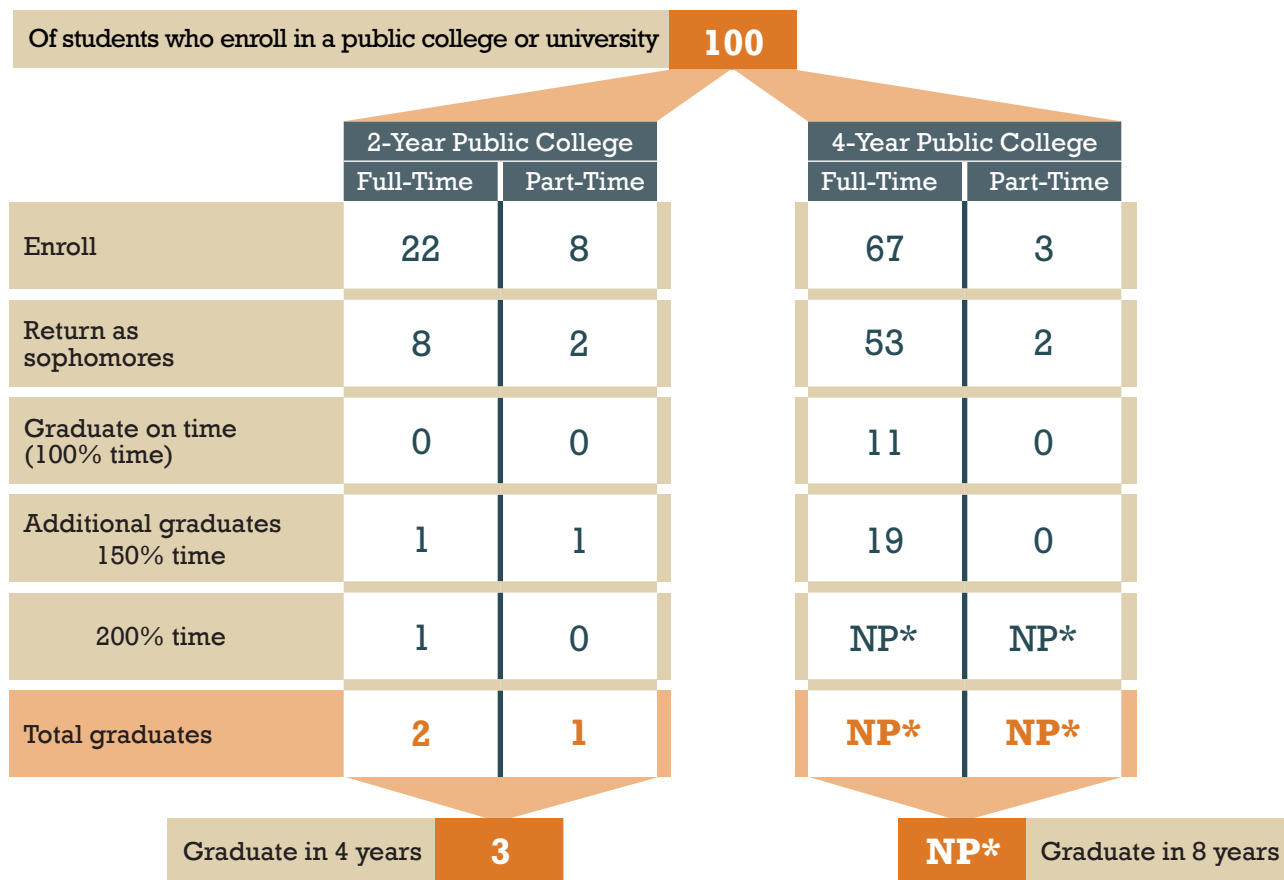 Of students who enroll in a public college or university 100
2-Year Public College 4-Year Public College
Full-Time Part-Time Full-Time Part-Time
Enroll 22 8 67 3
Return as
sophomores 8 2 53 2
Graduate on time
(100% time) 0 0 11 0
Additional graduates
150% time 1 1 19 0
200% time 1 0 NP* NP*
Total graduates 2 1 NP* NP*
Graduate in 4 years 3 NP* Graduate in 8 years